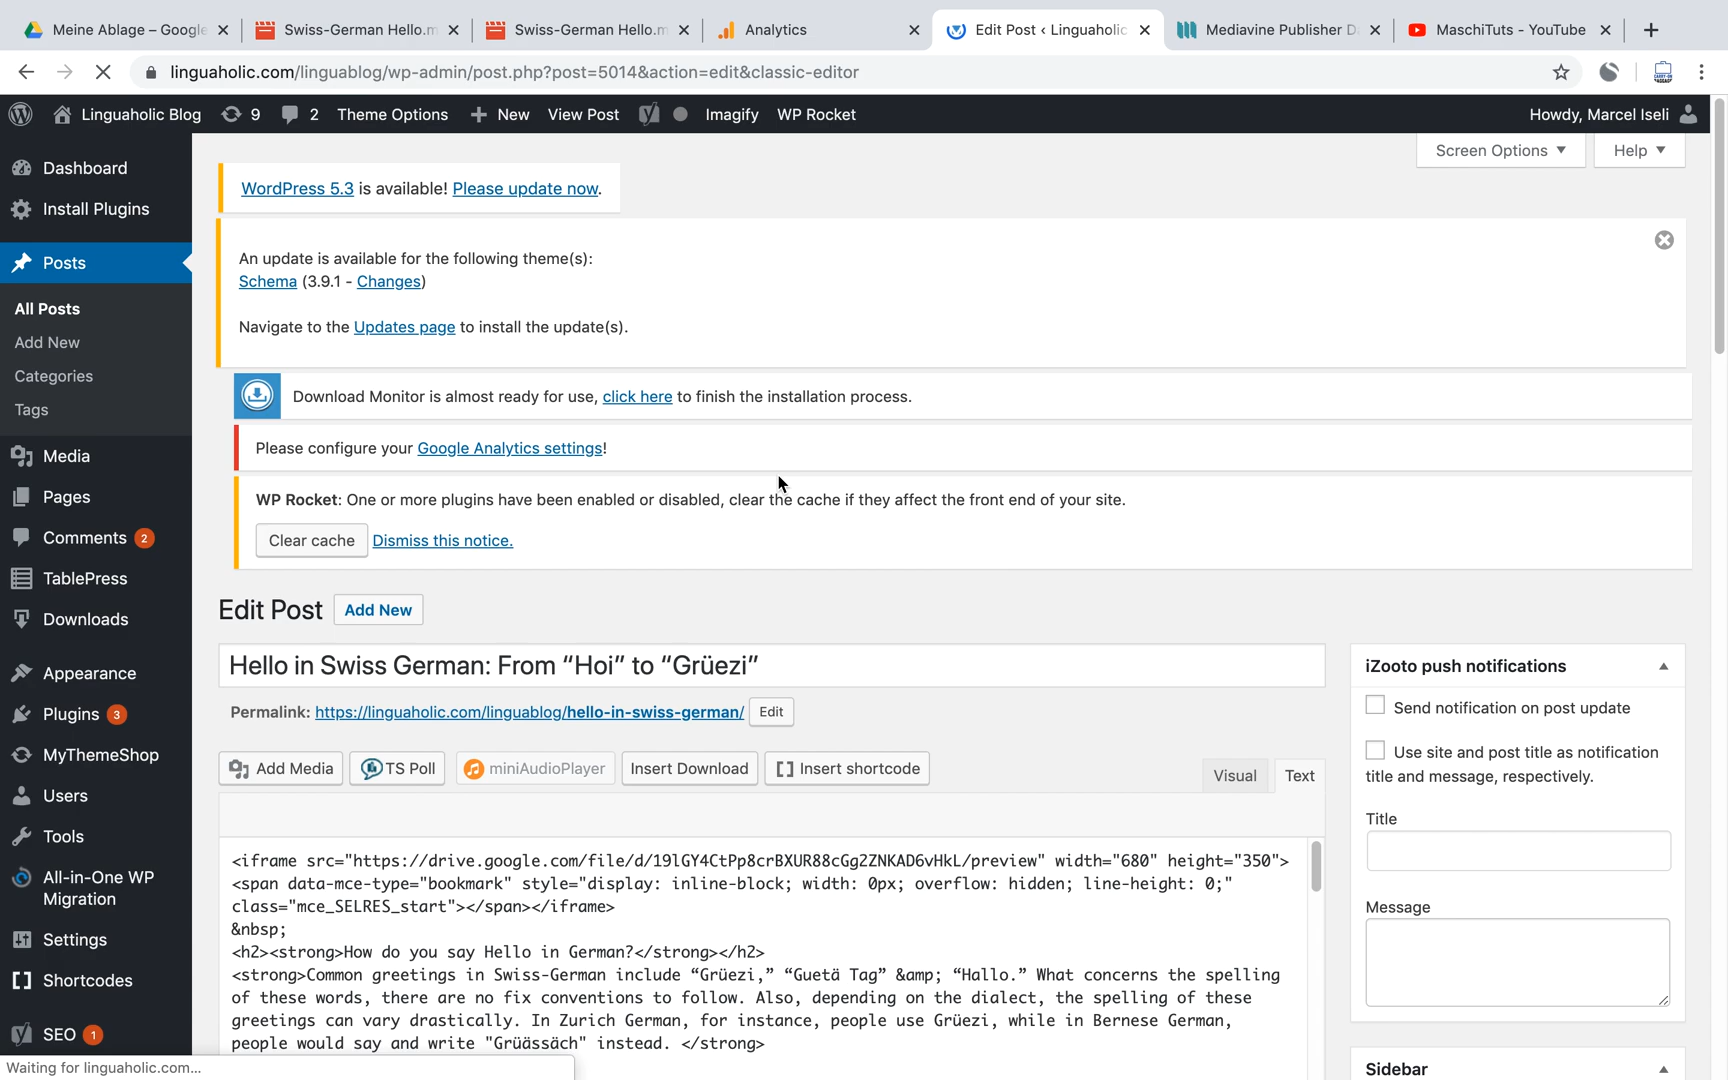 Meine Ablage – Google
Swiss-German Hello.m
Swiss-German Hello.m
Analytics
Edit Post ‹ Linguaholic
Mediavine Publisher D
MaschiTuts - YouTube
linguaholic.com/linguablog/wp-admin/post.php?post=5014&action=edit&classic-editor
Linguaholic Blog 9 2 Theme Options New View Post Imagify WP Rocket Howdy, Marcel Iseli
Screen Options Help
Dashboard
Install Plugins
Posts
All Posts
Add New
Categories
Tags
Media
Pages
Comments 2
TablePress
Downloads
Appearance
Plugins 3
MyThemeShop
Users
Tools
All-in-One WP
Migration
Settings
Shortcodes
SEO 1
Waiting for linguaholic.com...
WordPress 5.3 is available! Please update now.
An update is available for the following theme(s):
Schema (3.9.1 - Changes)
Navigate to the Updates page to install the update(s).
Download Monitor is almost ready for use, click here to finish the installation process.
Please configure your Google Analytics settings!
WP Rocket: One or more plugins have been enabled or disabled, clear the cache if they affect the front end of your site.
Clear cache Dismiss this notice.
Edit Post Add New
Hello in Swiss German: From “Hoi” to “Grüezi”
Permalink: https://linguaholic.com/linguablog/hello-in-swiss-german/ Edit
Add Media TS Poll miniAudioPlayer Insert Download Insert shortcode
Visual Text
<iframe src="https://drive.google.com/file/d/19lGY4CtPp8crBXUR88cGg2ZNKAD6vHkL/preview" width="680" height="350">
<span data-mce-type="bookmark" style="display: inline-block; width: 0px; overflow: hidden; line-height: 0;"
class="mce_SELRES_start"></span></iframe>
&nbsp;
<h2><strong>How do you say Hello in German?</strong></h2>
<strong>Common greetings in Swiss-German include “Grüezi,” “Guetä Tag” &amp; “Hallo.” What concerns the spelling
of these words, there are no fix conventions to follow. Also, depending on the dialect, the spelling of these
greetings can vary drastically. In Zurich German, for instance, people use Grüezi, while in Bernese German,
people would say and write "Grüässäch" instead. </strong>
iZooto push notifications
Send notification on post update
Use site and post title as notification
title and message, respectively.
Title
Message
Sidebar